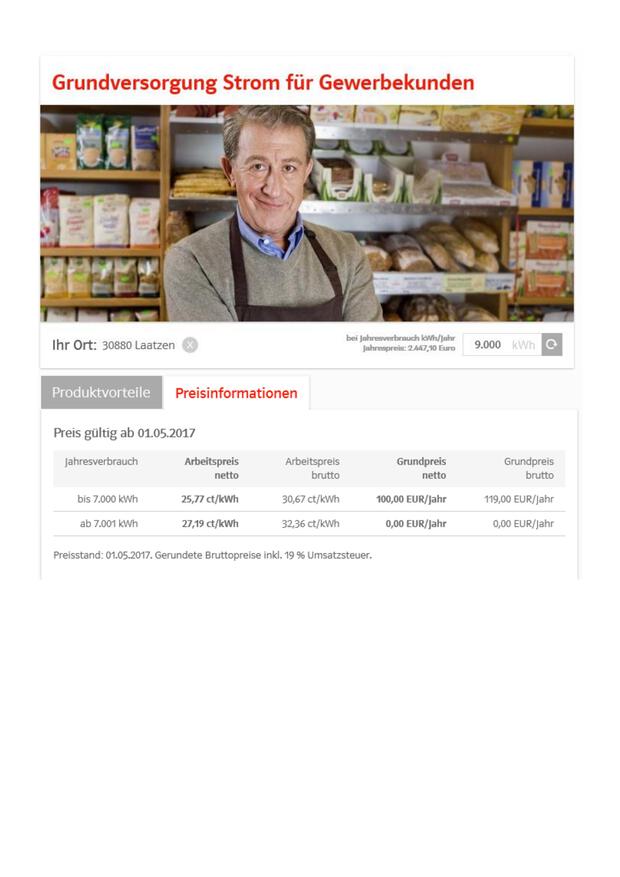 Grundversorgung Strom für Gewerbekunden
Ihr Ort: 30880 Laatzen X
bei Jahresverbrauch kWh/Jahr
Jahrespreis: 2.447,10 Euro
9.000 kWh
Produktvorteile Preisinformationen
Preis gültig ab 01.05.2017
Jahresverbrauch Arbeitspreis netto Arbeitspreis brutto Grundpreis netto Grundpreis brutto
bis 7.000 kWh 25,77 ct/kWh 30,67 ct/kWh 100,00 EUR/Jahr 119,00 EUR/Jahr
ab 7.001 kWh 27,19 ct/kWh 32,36 ct/kWh 0,00 EUR/Jahr 0,00 EUR/Jahr
Preisstand: 01.05.2017. Gerundete Bruttopreise inkl. 19 % Umsatzsteuer.